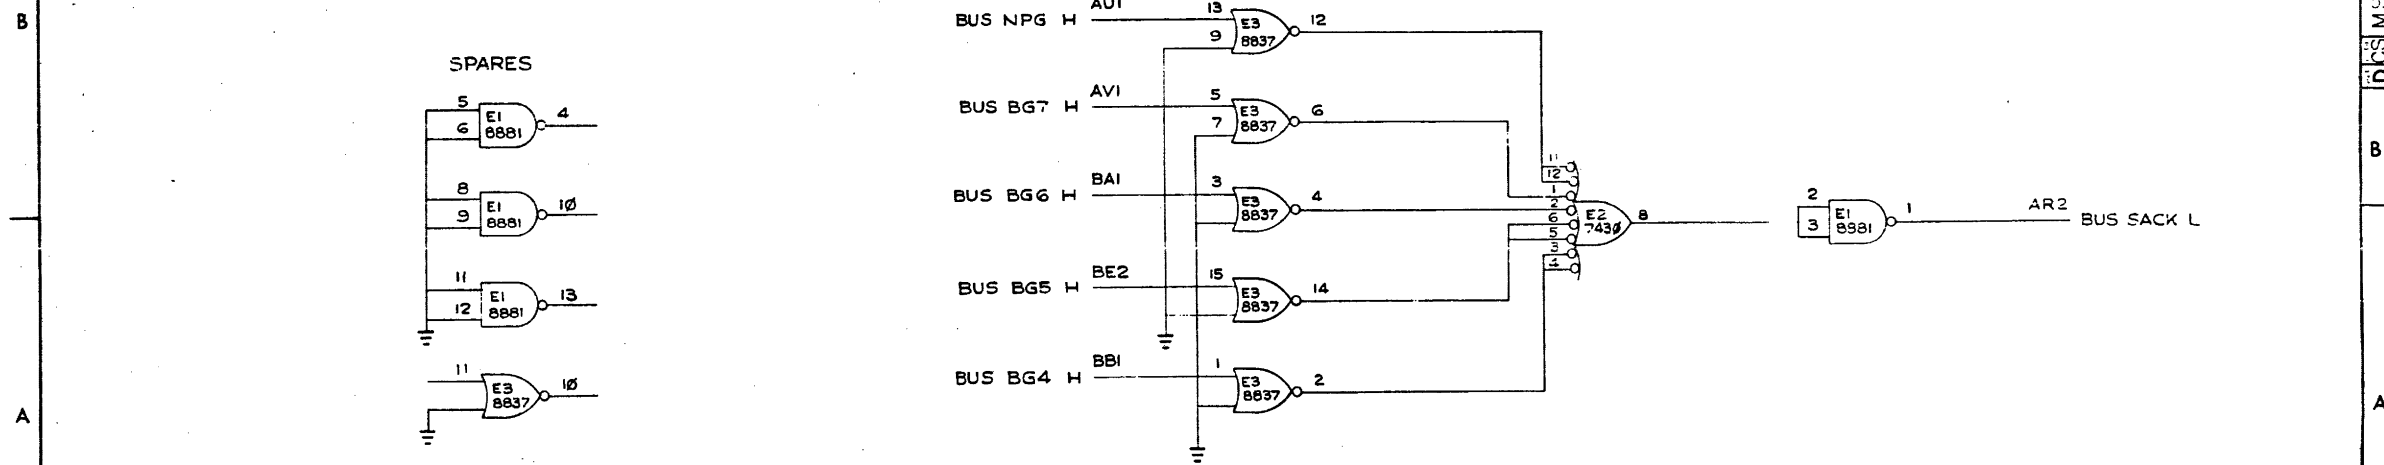 B
SPARES
5
6
E1
8881
4
8
9
E1
8881
1Ø
11
12
E1
8881
13
11
E3
8837
1Ø
A
BUS NPG H
AU1
13
9
E3
8837
12
BUS BG7 H
AV1
5
7
E3
8837
6
BUS BG6 H
BA1
3
E3
8837
4
BUS BG5 H
BE2
15
E3
8837
14
BUS BG4 H
BB1
1
E3
8837
2
11
12
1
2
6
5
3
4
E2
743Ø
8
2
3
E1
8881
1
AR2
BUS SACK L
M
CS
D
B
A